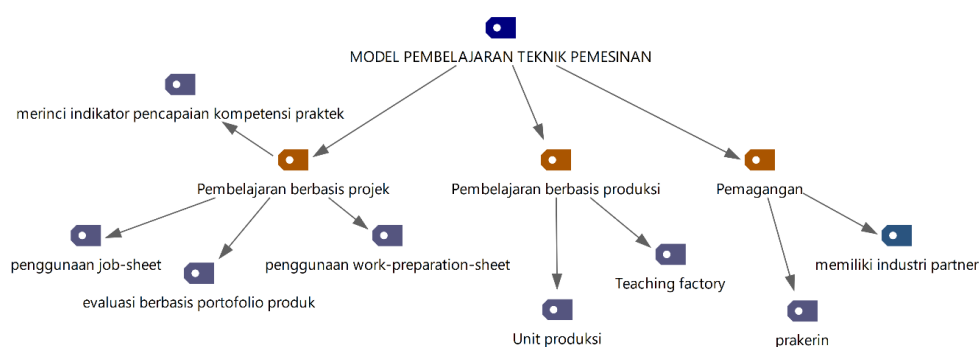 MODEL PEMBELAJARAN TEKNIK PEMESINAN
merinci indikator pencapaian kompetensi praktek
Pembelajaran berbasis projek
Pembelajaran berbasis produksi
Pemagangan
penggunaan job-sheet
penggunaan work-preparation-sheet
memiliki industri partner
evaluasi berbasis portofolio produk
Teaching factory
Unit produksi
prakerin